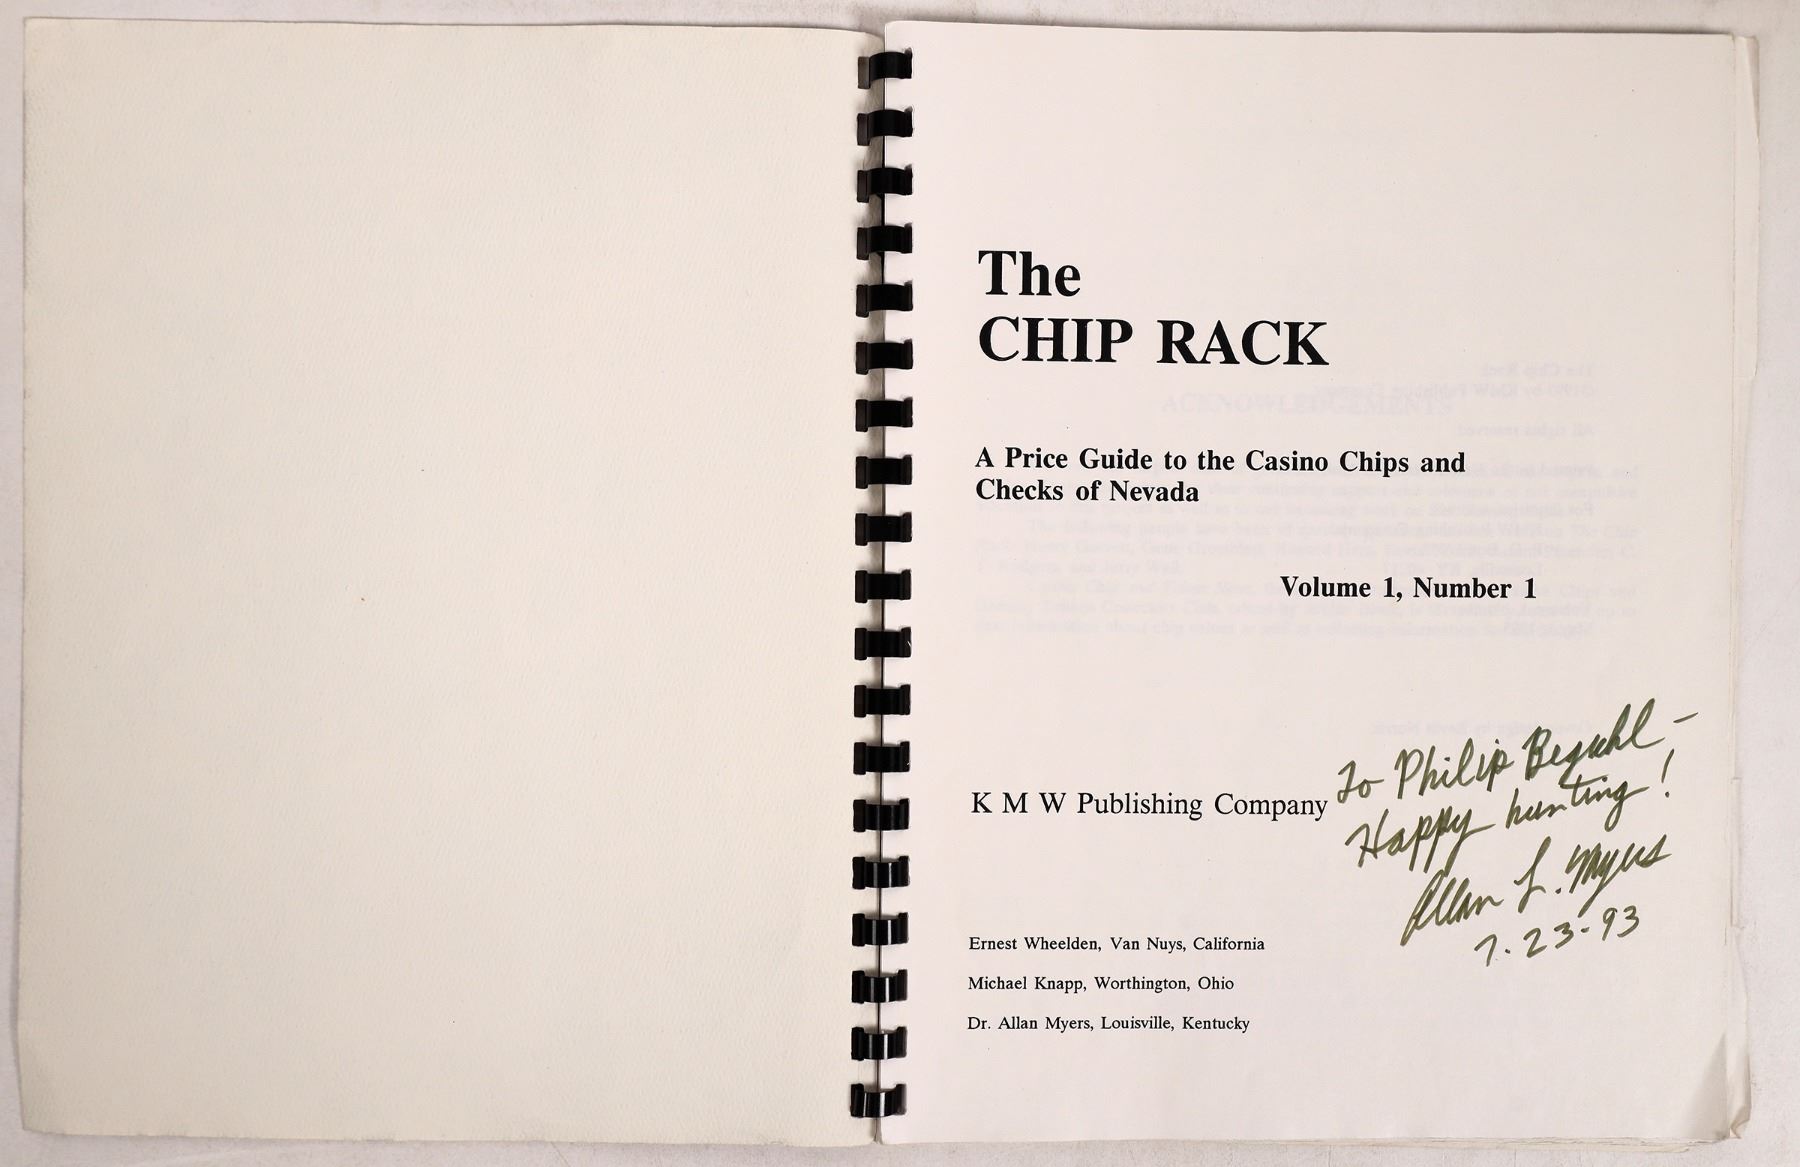 The
CHIP RACK
A Price Guide to the Casino Chips and
Checks of Nevada
Volume 1, Number 1
K M W Publishing Company
To Philip
Happy hunting!
Allan L. Myers
7-23-93
Ernest Wheelden, Van Nuys, California
Michael Knapp, Worthington, Ohio
Dr. Allan Myers, Louisville, Kentucky
ACKNOWLEDGEMENTS